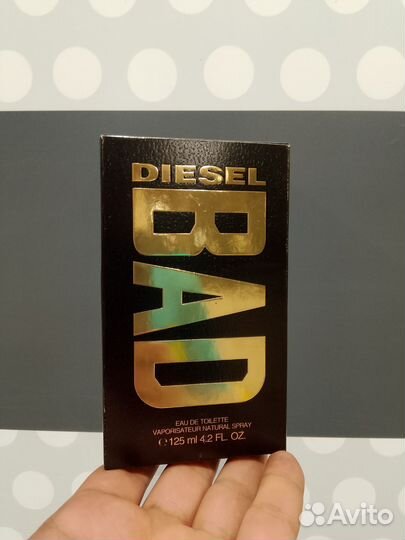 DIESEL
BAD
EAU DE TOILETTE
VAPORISATEUR NATURAL SPRAY
℮ 125 ml 4.2 FL. OZ.
Avito